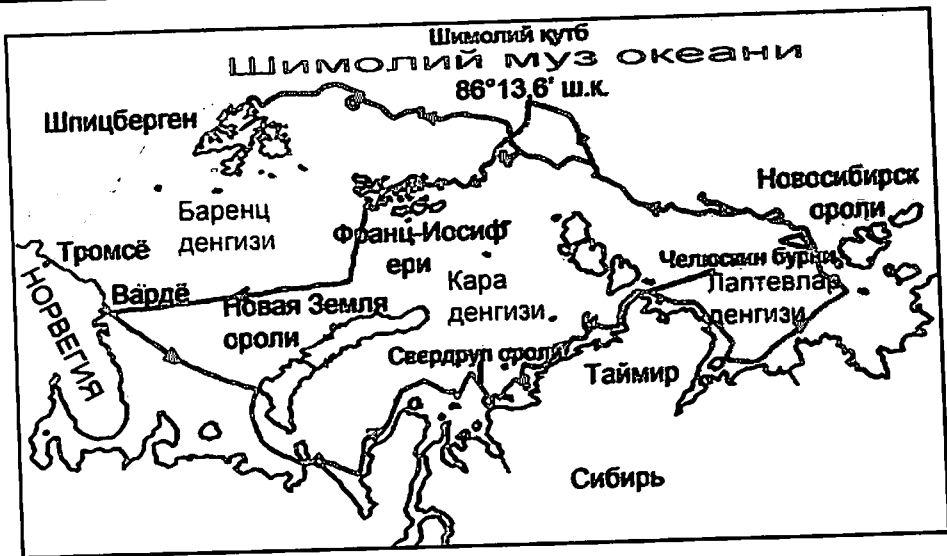 Шимолий қутб
Шимолий муз океани
86°13,6' ш.к.
Шпицберген
Новосибирск
ороли
Баренц
денгизи
Франц-Иосиф
ери
Тромсё
Челюскин бурни
Кара
денгизи
Лаптевлар
денгизи
НОРВЕГИЯ
Вардё
Новая Земля
ороли
Свердруп ороли
Таймир
Сибирь